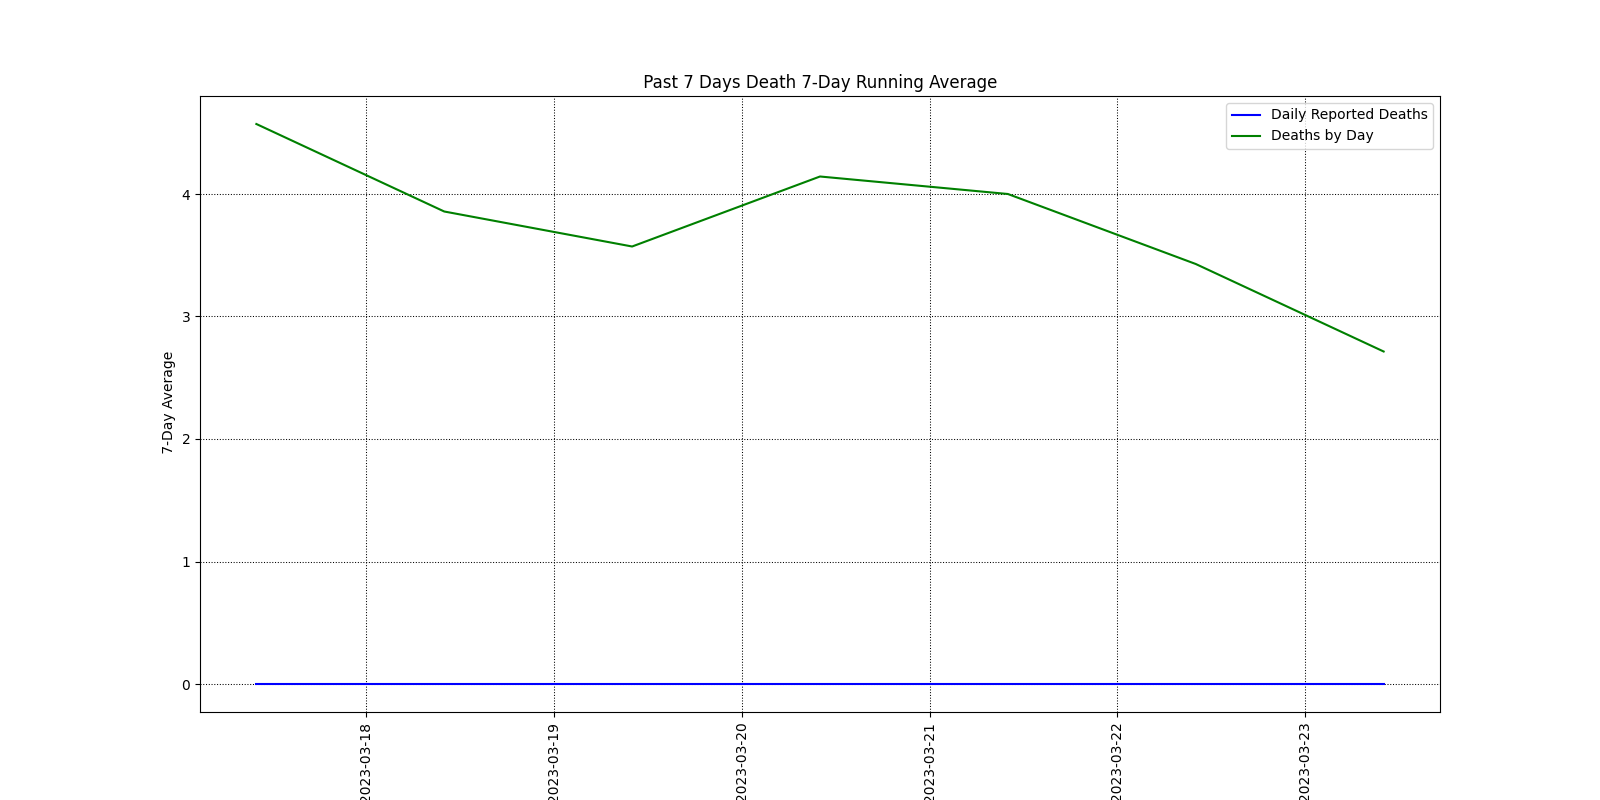 Past 7 Days Death 7-Day Running Average
Daily Reported Deaths
Deaths by Day
7-Day Average
4
3
2
1
0
2023-03-18
2023-03-19
2023-03-20
2023-03-21
2023-03-22
2023-03-23